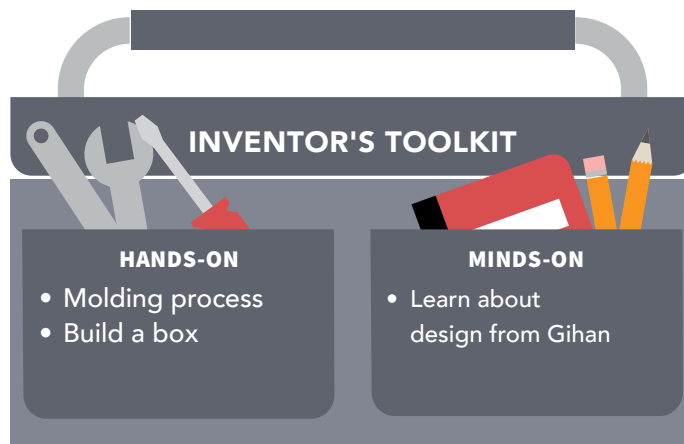 INVENTOR'S TOOLKIT
HANDS-ON
• Molding process
• Build a box
MINDS-ON
• Learn about
design from Gihan